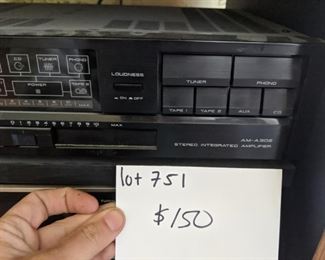 CD TUNER PHONO
LOUDNESS
ON OFF
TUNER PHONO
POWER
TAPE 1 TAPE 2 AUX CD
MAX
AM-A302
STEREO INTEGRATED AMPLIFIER
lot 751
$150